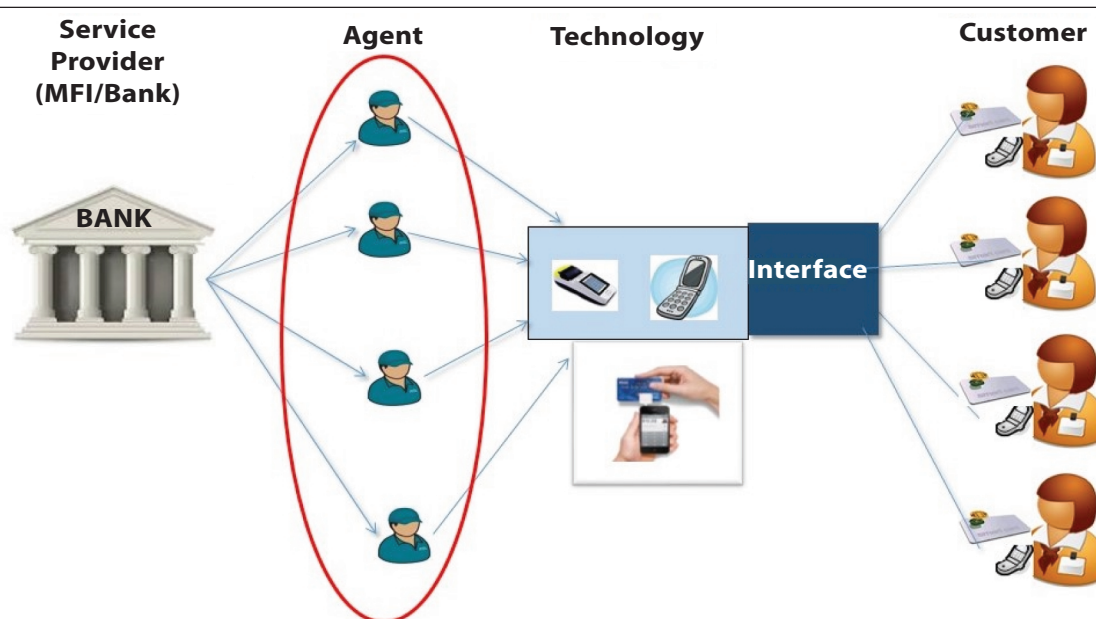 Service
Provider
(MFI/Bank)
Agent
Technology
Customer
BANK
Interface